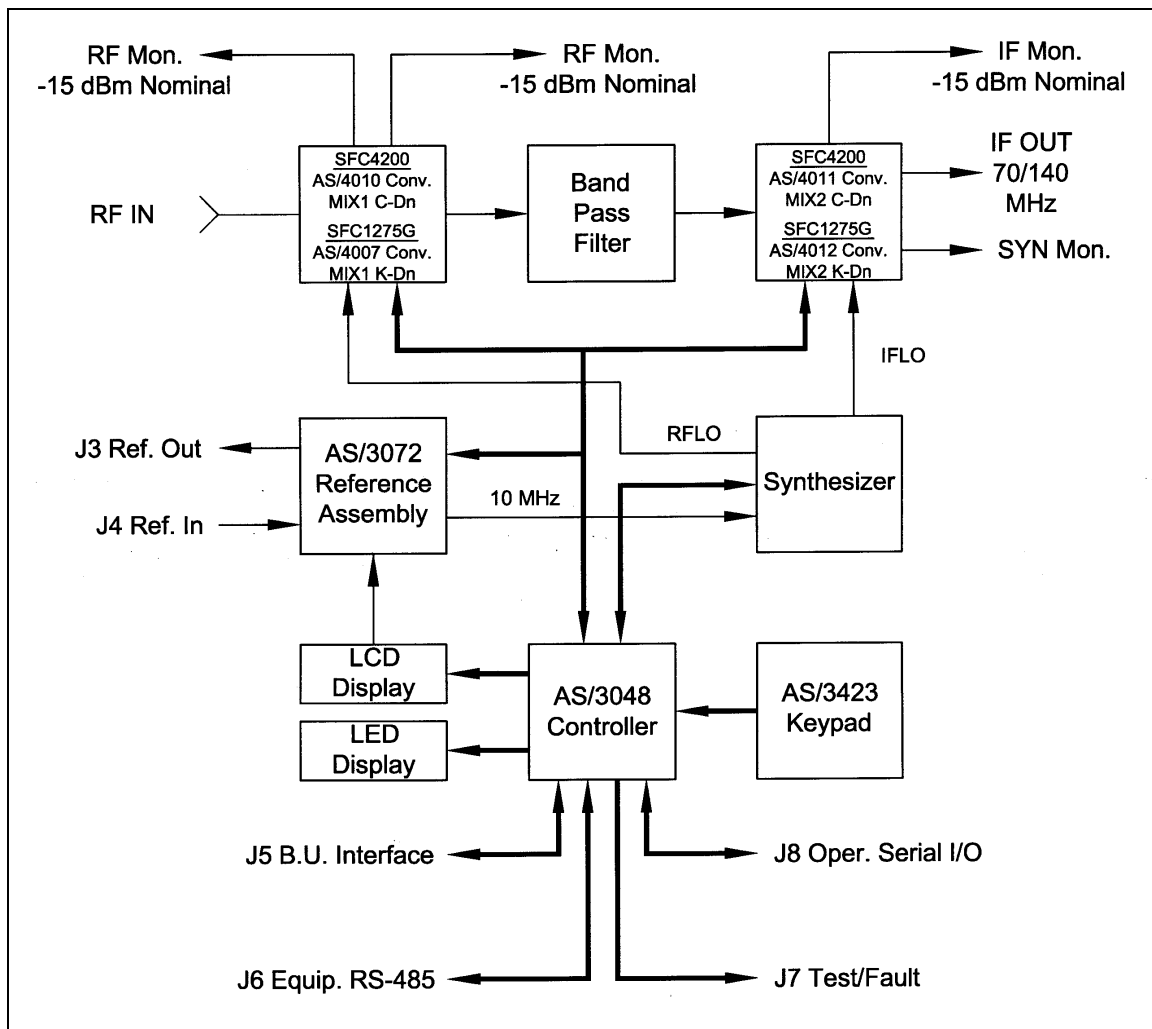 RF Mon.
-15 dBm Nominal
RF Mon.
-15 dBm Nominal
IF Mon.
-15 dBm Nominal
RF IN
SFC4200
AS/4010 Conv.
MIX1 C-Dn
SFC1275G
AS/4007 Conv.
MIX1 K-Dn
Band
Pass
Filter
SFC4200
AS/4011 Conv.
MIX2 C-Dn
SFC1275G
AS/4012 Conv.
MIX2 K-Dn
IF OUT
70/140
MHz
SYN Mon.
IFLO
RFLO
J3 Ref. Out
J4 Ref. In
AS/3072
Reference
Assembly
10 MHz
Synthesizer
LCD
Display
LED
Display
AS/3048
Controller
AS/3423
Keypad
J5 B.U. Interface
J8 Oper. Serial I/O
J6 Equip. RS-485
J7 Test/Fault